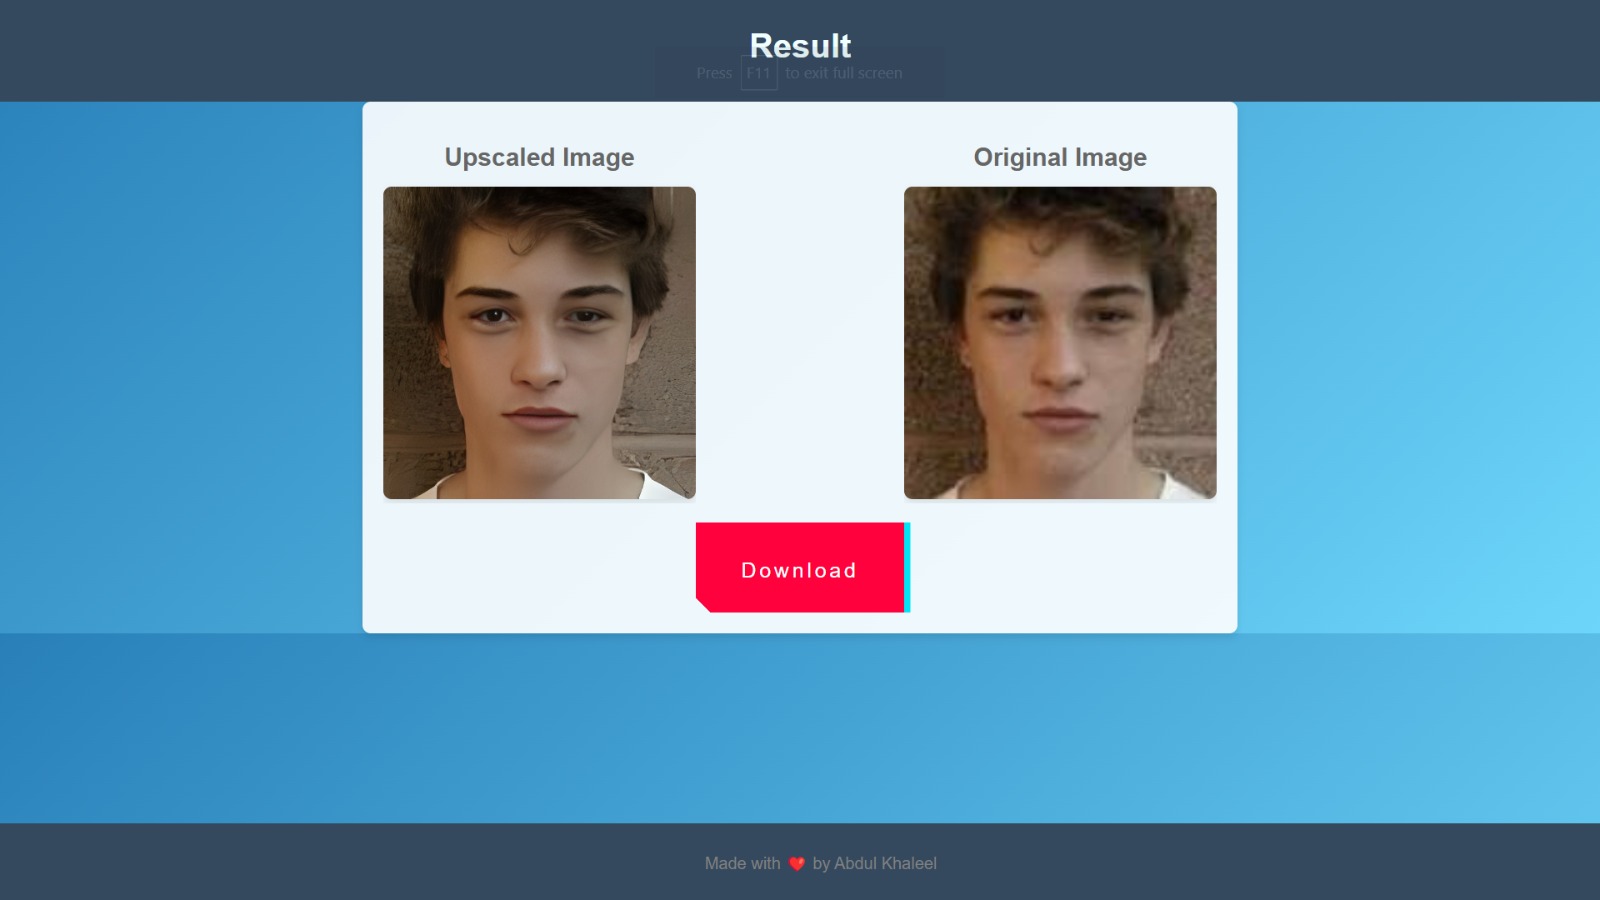 Result
Press F11 to exit full screen
Upscaled Image
Original Image
Download
Made with ❤️ by Abdul Khaleel